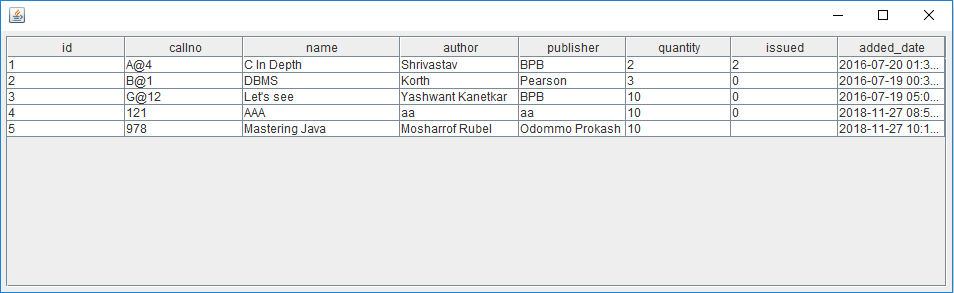 id callno name author publisher quantity issued added_date
1 A@4 C In Depth Shrivastav BPB 2 2 2016-07-20 01:3...
2 B@1 DBMS Korth Pearson 3 0 2016-07-19 00:3...
3 G@12 Let's see Yashwant Kanetkar BPB 10 0 2016-07-19 05:0...
4 121 AAA aa aa 10 0 2018-11-27 08:5...
5 978 Mastering Java Mosharrof Rubel Odommo Prokash 10 2018-11-27 10:1...